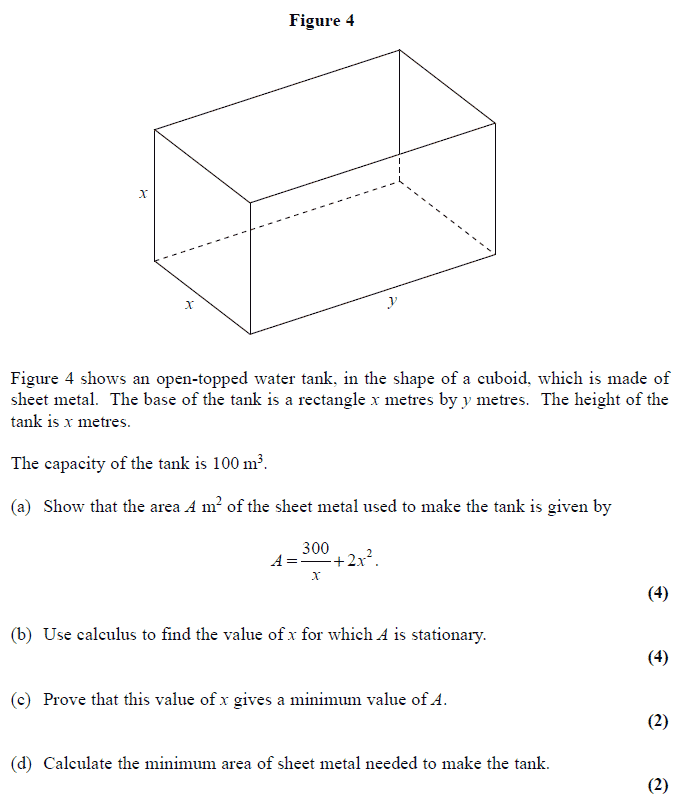 Figure 4
x
x
y
Figure 4 shows an open-topped water tank, in the shape of a cuboid, which is made of
sheet metal. The base of the tank is a rectangle x metres by y metres. The height of the
tank is x metres.
The capacity of the tank is 100 m³.
(a) Show that the area A m² of the sheet metal used to make the tank is given by
A = 300/x + 2x².
(4)
(b) Use calculus to find the value of x for which A is stationary.
(4)
(c) Prove that this value of x gives a minimum value of A.
(2)
(d) Calculate the minimum area of sheet metal needed to make the tank.
(2)